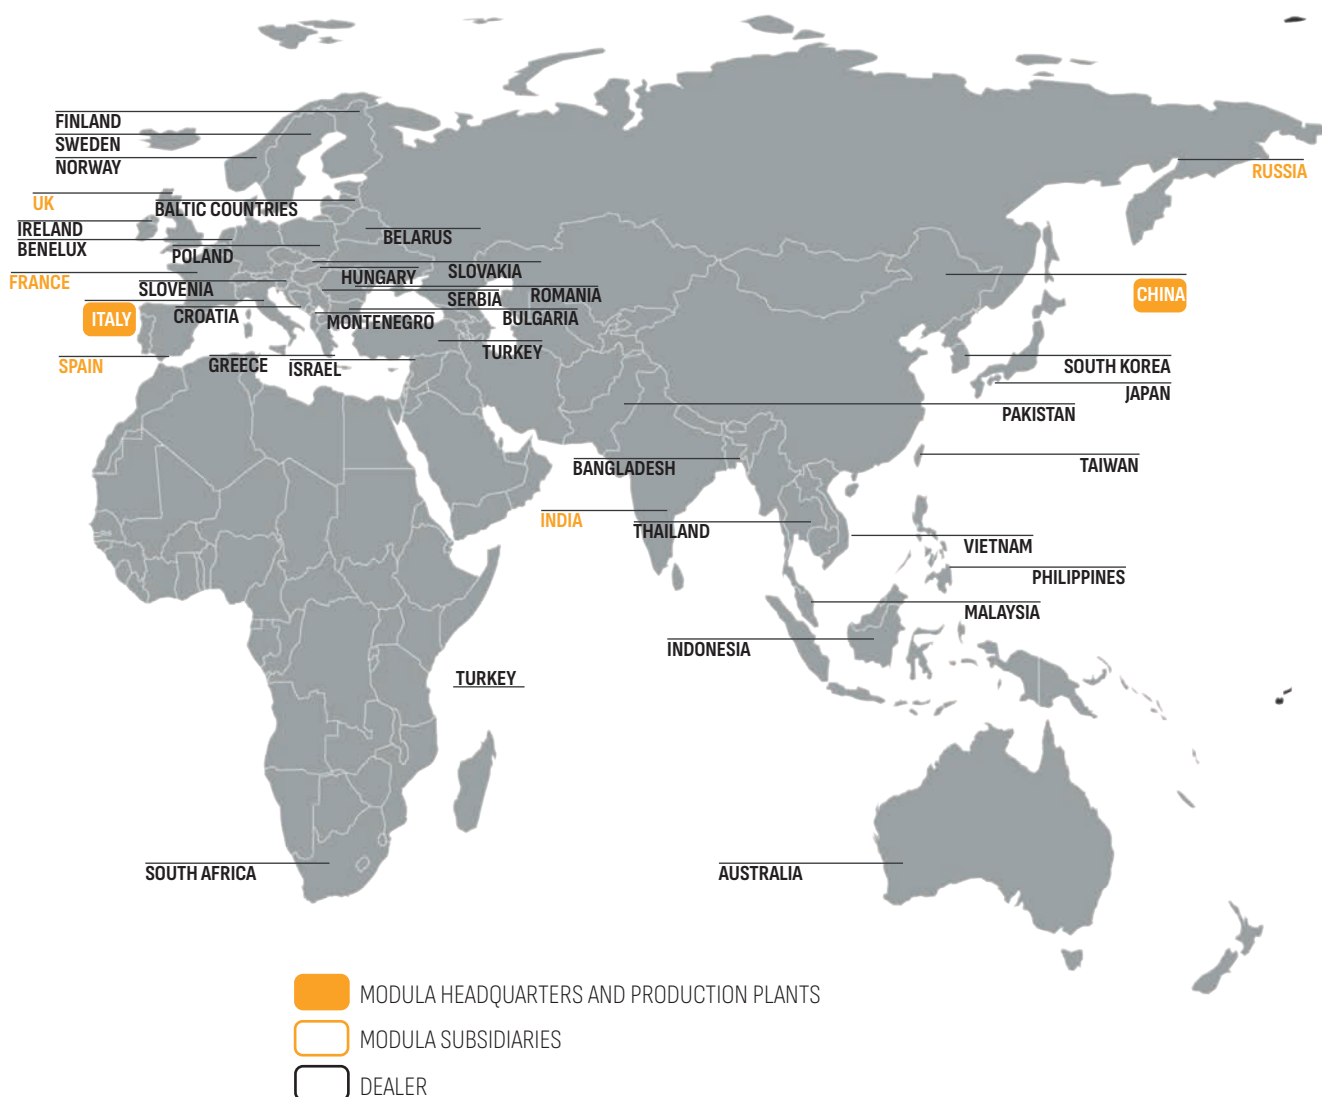 FINLAND
SWEDEN
NORWAY
RUSSIA
UK
BALTIC COUNTRIES
IRELAND
BELARUS
BENELUX
POLAND
SLOVAKIA
HUNGARY
FRANCE
SLOVENIA
CHINA
ROMANIA
SERBIA
ITALY
CROATIA
MONTENEGRO
BULGARIA
TURKEY
SPAIN
GREECE
ISRAEL
SOUTH KOREA
JAPAN
PAKISTAN
BANGLADESH
TAIWAN
INDIA
THAILAND
VIETNAM
PHILIPPINES
MALAYSIA
INDONESIA
TURKEY
SOUTH AFRICA
AUSTRALIA
MODULA HEADQUARTERS AND PRODUCTION PLANTS
MODULA SUBSIDIARIES
DEALER